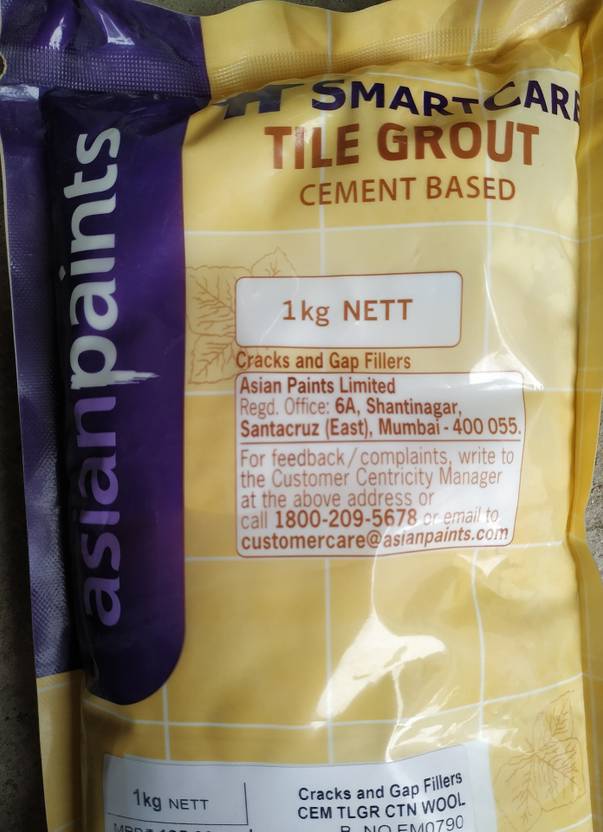 asianpaints
SMARTCARE
TILE GROUT
CEMENT BASED
1kg NETT
Cracks and Gap Fillers
Asian Paints Limited
Regd. Office: 6A, Shantinagar,
Santacruz (East), Mumbai - 400 055.
For feedback/complaints, write to
the Customer Centricity Manager
at the above address or
call 1800-209-5678 or email to
customercare@asianpaints.com
1kg NETT
Cracks and Gap Fillers
CEM TLGR CTN WOOL
B. NO EM0790